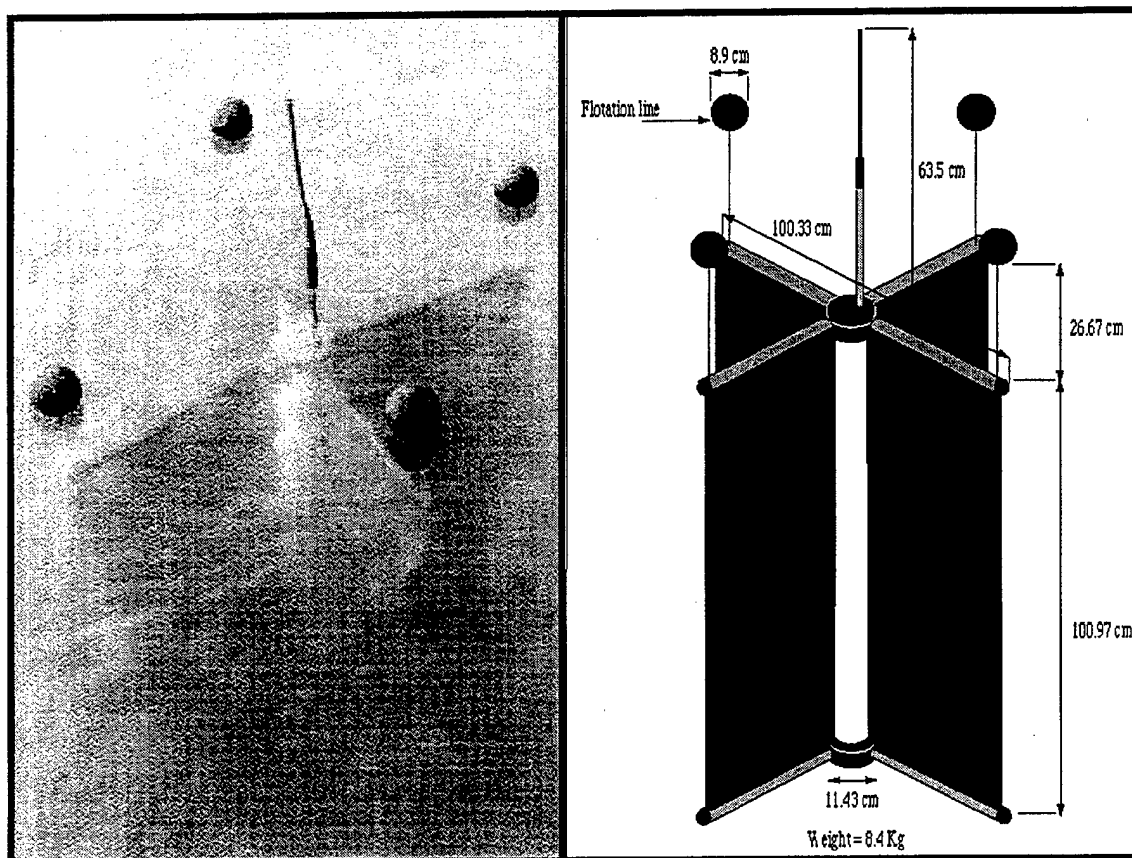 8.9 cm
Flotation line
63.5 cm
100.33 cm
26.67 cm
100.97 cm
11.43 cm
Weight = 8.4 Kg